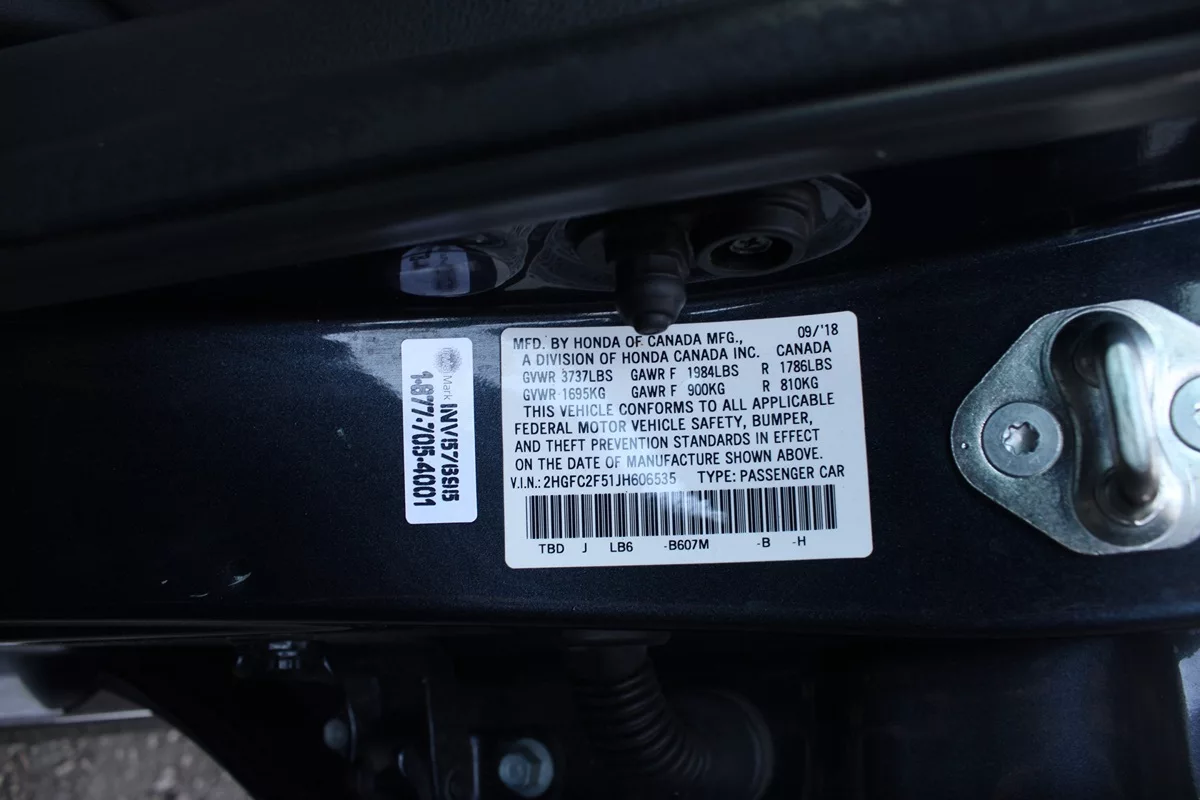 Mark
INV1576S15
1·877·705·4001
09/'18
MFD. BY HONDA OF CANADA MFG.,
A DIVISION OF HONDA CANADA INC. CANADA
GVWR 3737LBS GAWR F 1984LBS R 1786LBS
GVWR 1695KG GAWR F 900KG R 810KG
THIS VEHICLE CONFORMS TO ALL APPLICABLE
FEDERAL MOTOR VEHICLE SAFETY, BUMPER,
AND THEFT PREVENTION STANDARDS IN EFFECT
ON THE DATE OF MANUFACTURE SHOWN ABOVE.
V.I.N.: 2HGFC2F51JH606535 TYPE: PASSENGER CAR
TBD J LB6 -B607M -B -H